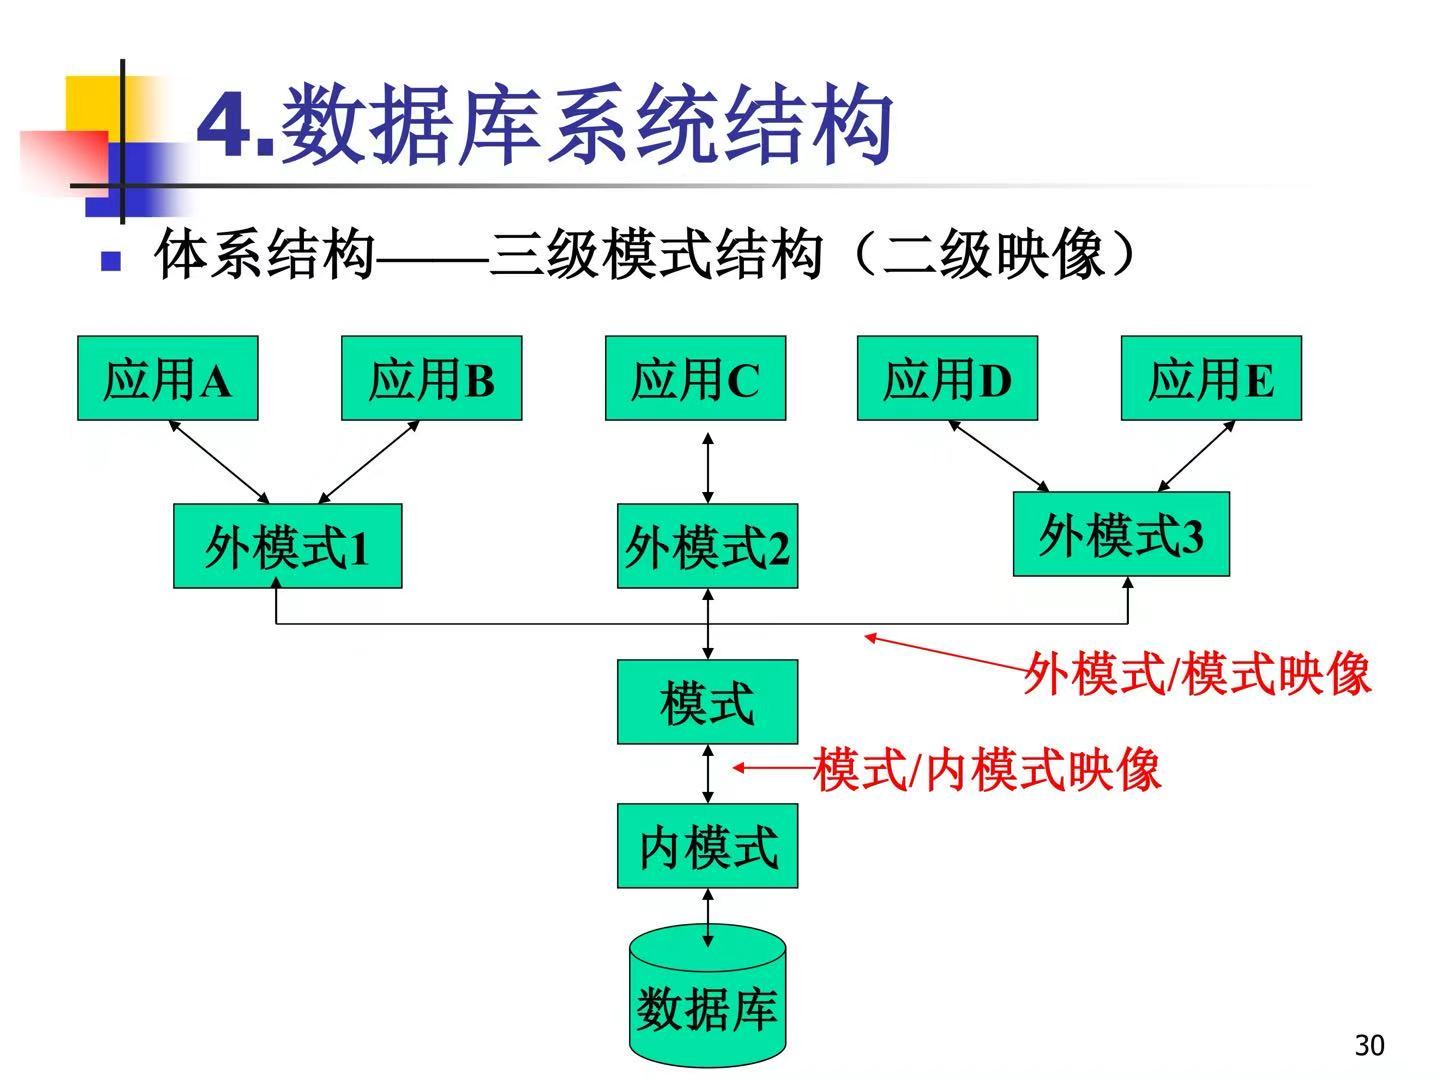 4.数据库系统结构
体系结构——三级模式结构（二级映像）
应用A
应用B
应用C
应用D
应用E
外模式1
外模式2
外模式3
外模式/模式映像
模式
模式/内模式映像
内模式
数据库
30